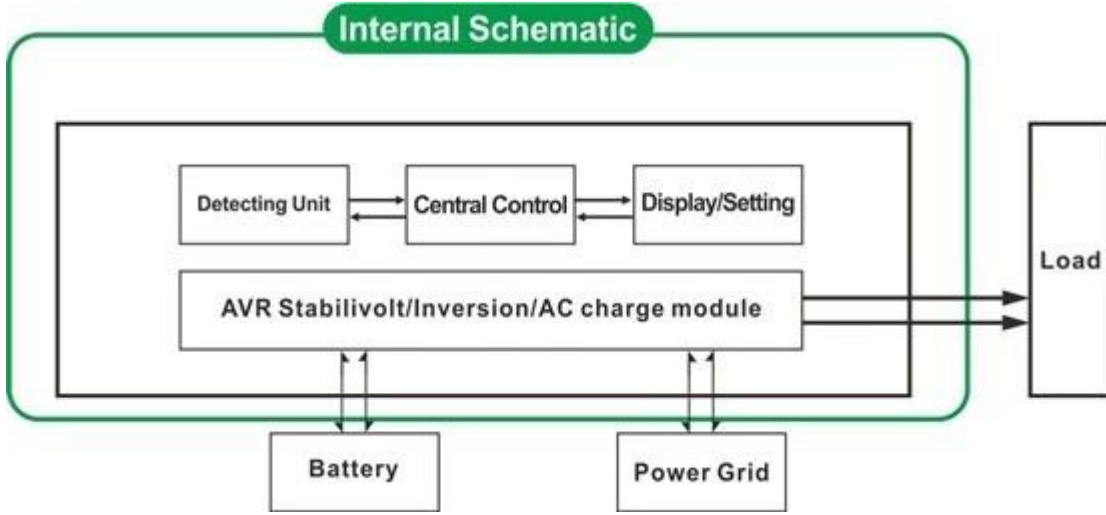 Internal Schematic
Detecting Unit
Central Control
Display/Setting
Load
AVR Stabilivolt/Inversion/AC charge module
Battery
Power Grid